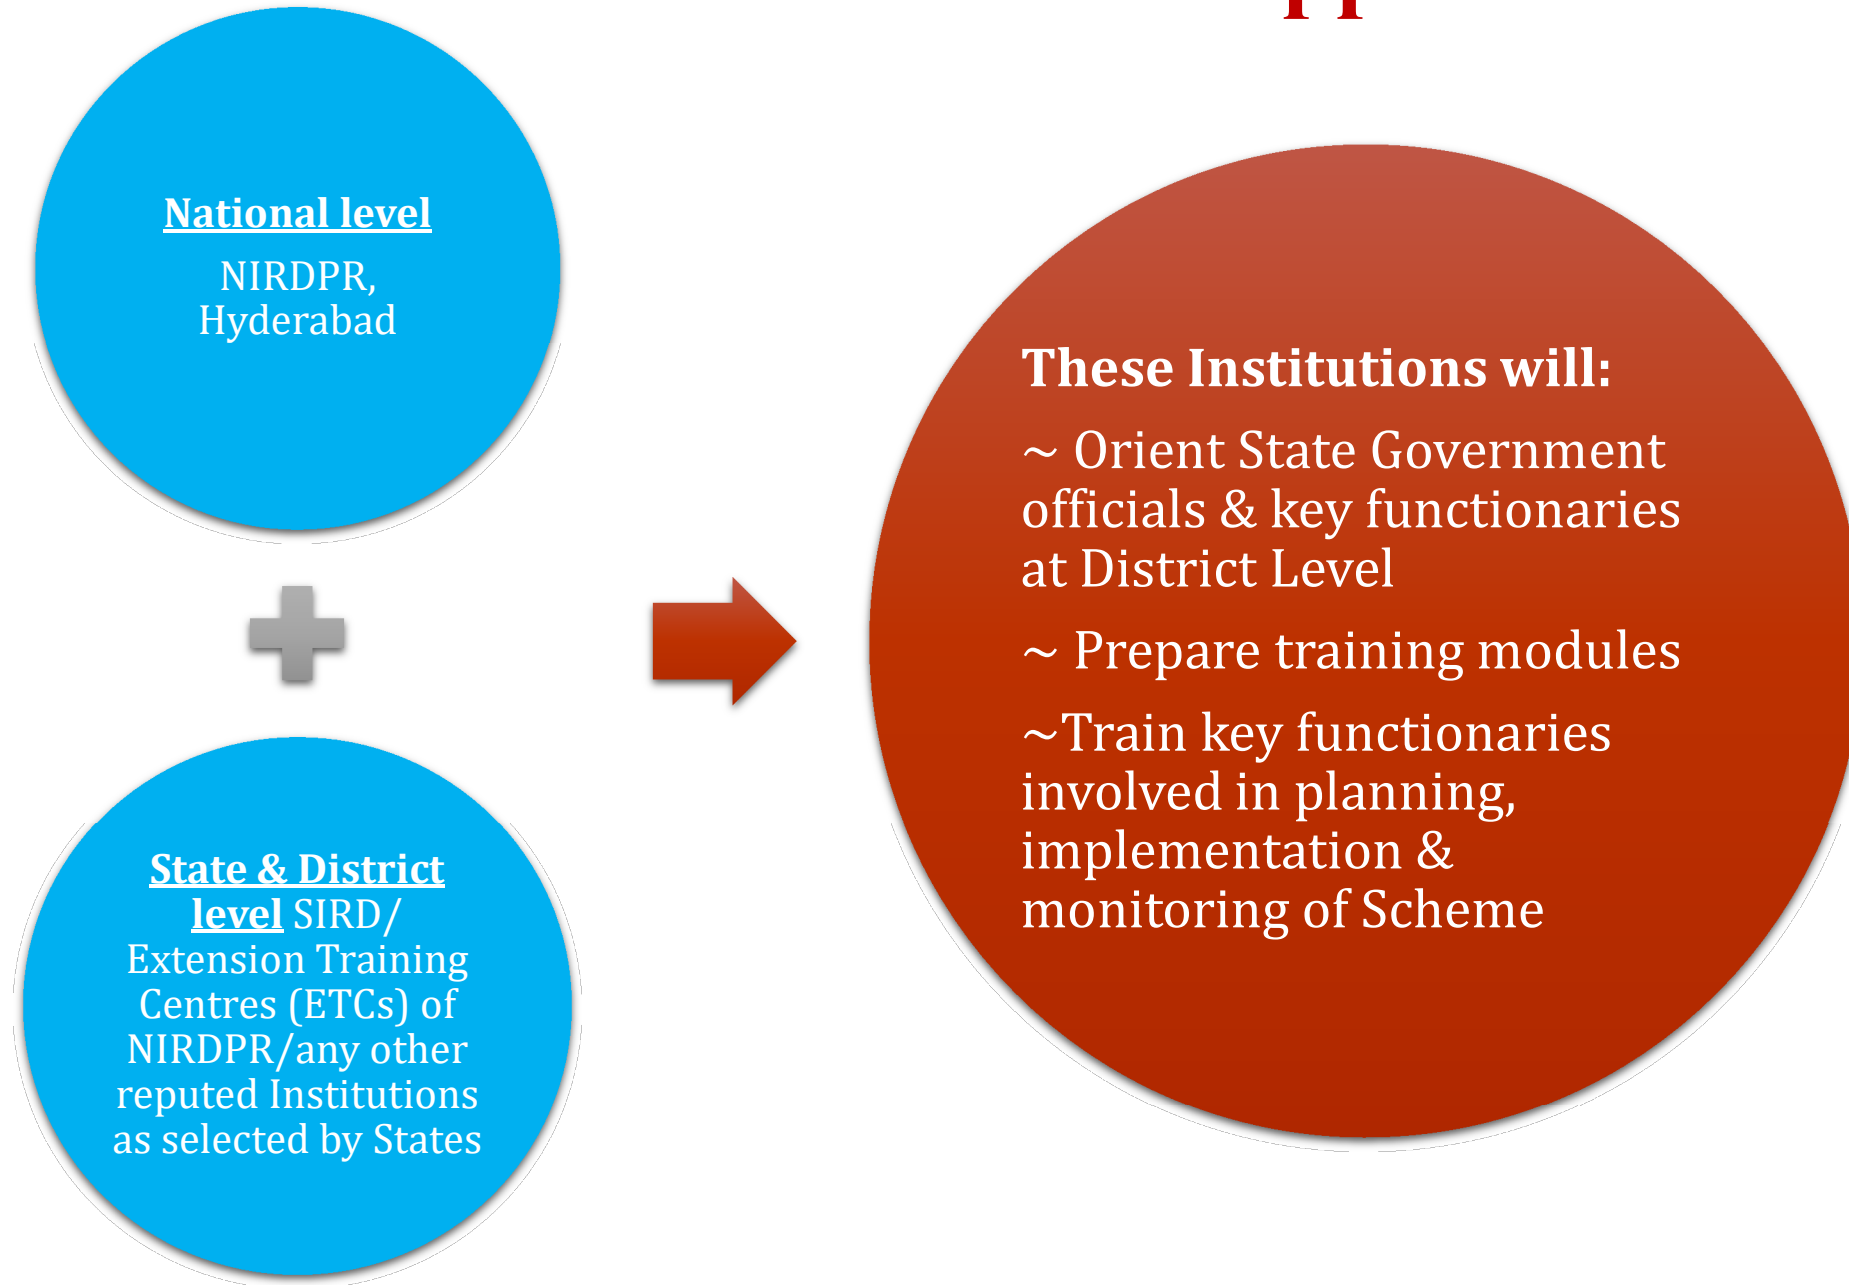 National level
NIRDPR,
Hyderabad
State & District
level SIRD/
Extension Training
Centres (ETCs) of
NIRDPR/any other
reputed Institutions
as selected by States
These Institutions will:
~ Orient State Government
officials & key functionaries
at District Level
~ Prepare training modules
~Train key functionaries
involved in planning,
implementation &
monitoring of Scheme